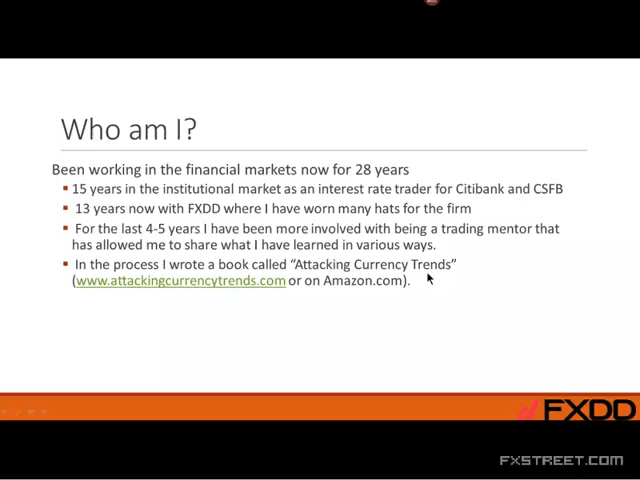 Who am I?
Been working in the financial markets now for 28 years
15 years in the institutional market as an interest rate trader for Citibank and CSFB
13 years now with FXDD where I have worn many hats for the firm
For the last 4-5 years I have been more involved with being a trading mentor that
has allowed me to share what I have learned in various ways.
In the process I wrote a book called "Attacking Currency Trends"
(www.attackingcurrencytrends.com or on Amazon.com).
FXDD
FXSTREET.COM